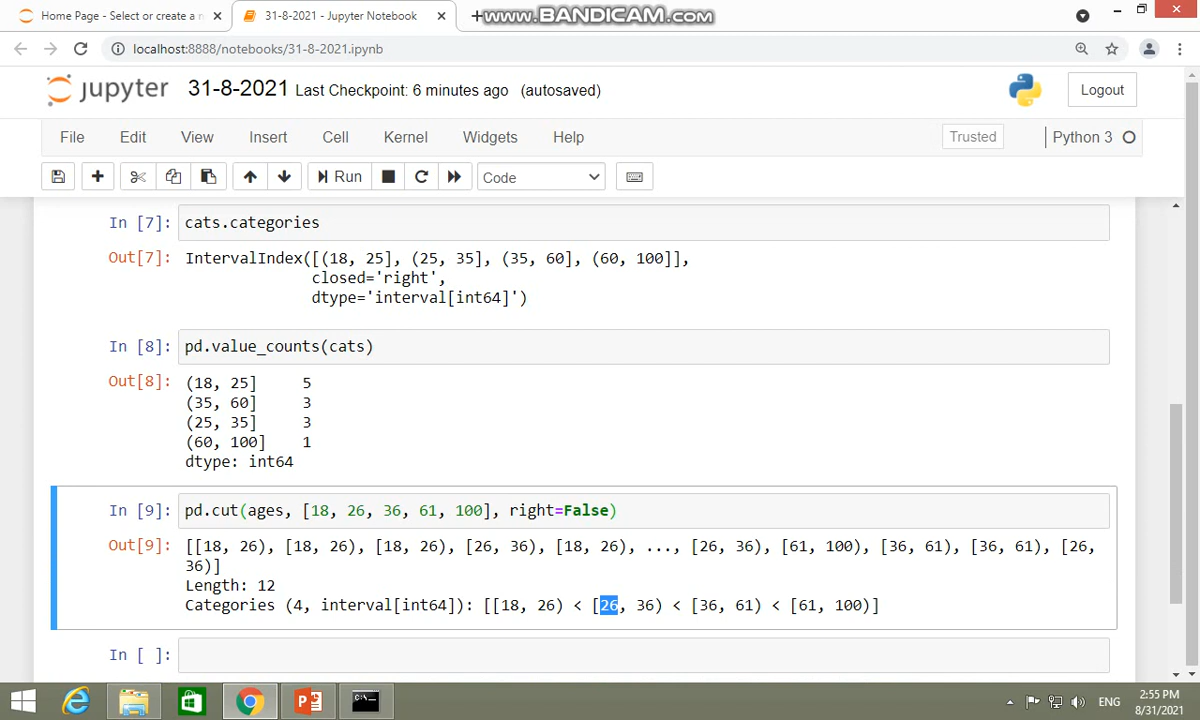 Home Page - Select or create a n
31-8-2021 - Jupyter Notebook
www.BANDICAM.com
localhost:8888/notebooks/31-8-2021.ipynb
jupyter 31-8-2021 Last Checkpoint: 6 minutes ago (autosaved)
Logout
File Edit View Insert Cell Kernel Widgets Help Trusted Python 3
Run Code
In [7]: cats.categories
Out[7]: IntervalIndex([(18, 25], (25, 35], (35, 60], (60, 100]],
closed='right',
dtype='interval[int64]')
In [8]: pd.value_counts(cats)
Out[8]: (18, 25] 5
(35, 60] 3
(25, 35] 3
(60, 100] 1
dtype: int64
In [9]: pd.cut(ages, [18, 26, 36, 61, 100], right=False)
Out[9]: [[18, 26), [18, 26), [18, 26), [26, 36), [18, 26), ..., [26, 36), [61, 100), [36, 61), [36, 61), [26,
36)]
Length: 12
Categories (4, interval[int64]): [[18, 26) < [26, 36) < [36, 61) < [61, 100)]
In [ ]:
ENG
2:55 PM
8/31/2021